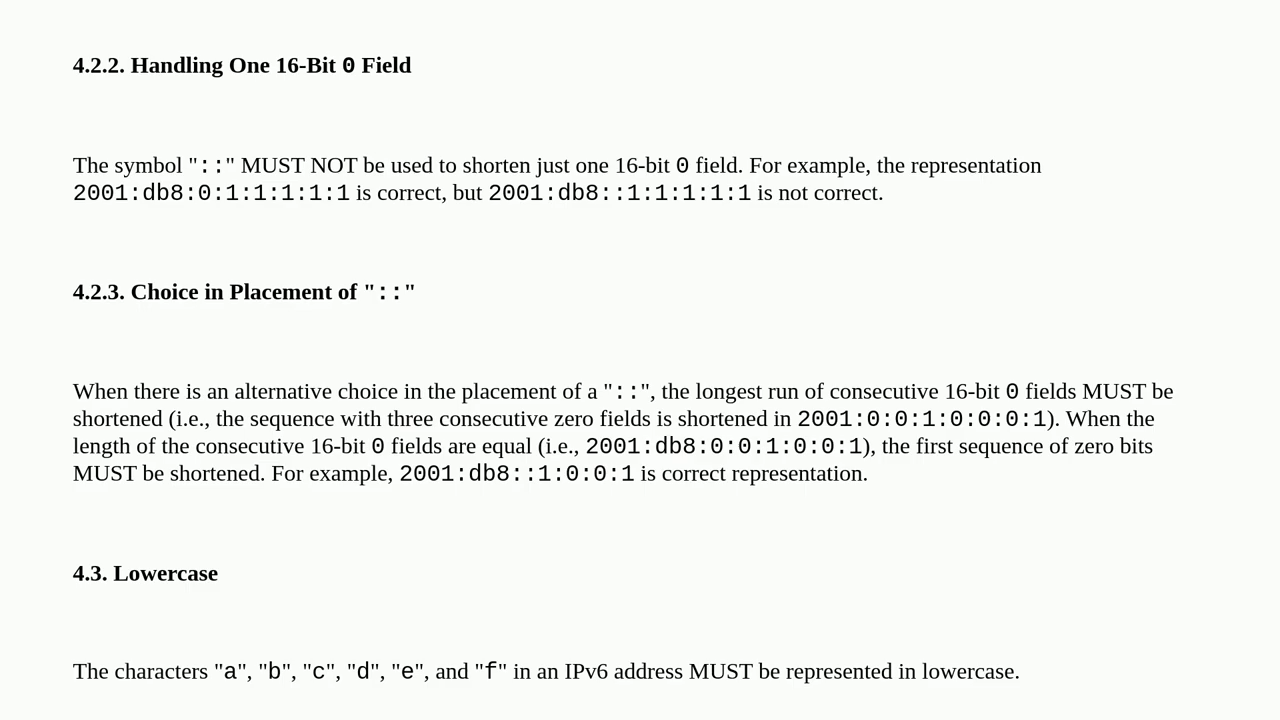 4.2.2. Handling One 16-Bit 0 Field
The symbol "::" MUST NOT be used to shorten just one 16-bit 0 field. For example, the representation
2001:db8:0:1:1:1:1:1 is correct, but 2001:db8::1:1:1:1:1 is not correct.
4.2.3. Choice in Placement of "::"
When there is an alternative choice in the placement of a "::", the longest run of consecutive 16-bit 0 fields MUST be
shortened (i.e., the sequence with three consecutive zero fields is shortened in 2001:0:0:1:0:0:0:1). When the
length of the consecutive 16-bit 0 fields are equal (i.e., 2001:db8:0:0:1:0:0:1), the first sequence of zero bits
MUST be shortened. For example, 2001:db8::1:0:0:1 is correct representation.
4.3. Lowercase
The characters "a", "b", "c", "d", "e", and "f" in an IPv6 address MUST be represented in lowercase.